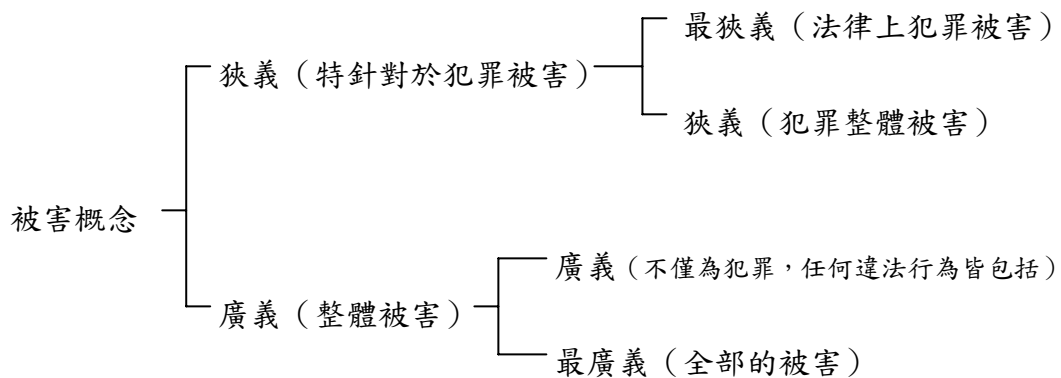 最狹義（法律上犯罪被害）
狹義（特針對於犯罪被害）
狹義（犯罪整體被害）
被害概念
廣義（不僅為犯罪，任何違法行為皆包括）
廣義（整體被害）
最廣義（全部的被害）